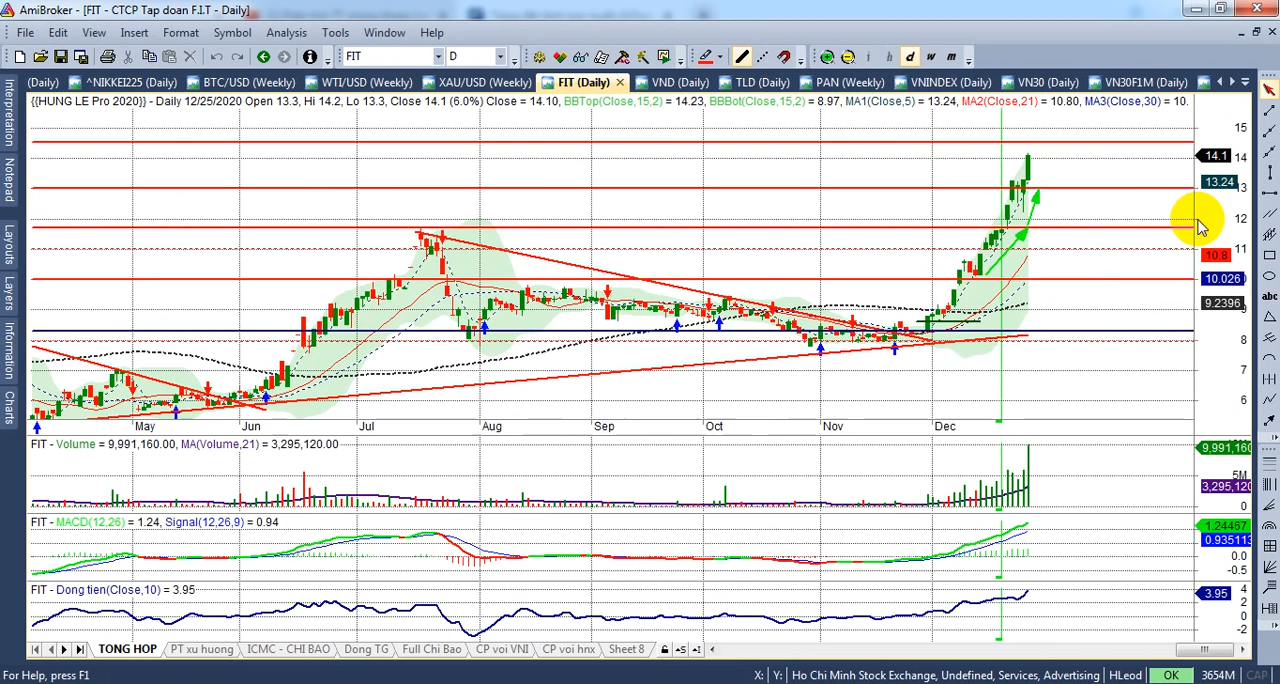 AmiBroker - [FIT - CTCP Tap doan F.I.T - Daily]
File Edit View Insert Format Symbol Analysis Tools Window Help
FIT D i h d w m
(Daily) ^NIKKEI225 (Daily) BTC/USD (Weekly) WTI/USD (Weekly) XAU/USD (Weekly) FIT (Daily) VND (Daily) TLD (Daily) PAN (Weekly) VNINDEX (Daily) VN30 (Daily) VN30F1M (Daily)
{{HUNG LE Pro 2020}} - Daily 12/25/2020 Open 13.3, Hi 14.2, Lo 13.3, Close 14.1 (6.0%) Close = 14.10, BBTop(Close,15,2) = 14.23, BBBot(Close,15,2) = 8.97, MA1(Close,5) = 13.24, MA2(Close,21) = 10.80, MA3(Close,30) = 10.
Interpretation
Notepad
Layouts
Layers
Information
Charts
15
14.1 14
13.24 13
12
11
10.8
10.026
9.2396
8
7
6
May Jun Jul Aug Sep Oct Nov Dec
FIT - Volume = 9,991,160.00, MA(Volume,21) = 3,295,120.00
9,991,160
5M
3,295,120
0
FIT - MACD(12,26) = 1.24, Signal(12,26,9) = 0.94
1.24467
0.935113
0.0
-0.5
FIT - Dong tien(Close,10) = 3.95
4
3.95
2
0
-2
abc
TONG HOP PT xu huong ICMC - CHI BAO Dong TG Full Chi Bao CP voi VNI CP voi hnx Sheet 8
For Help, press F1 X: Y: Ho Chi Minh Stock Exchange, Undefined, Services, Advertising HLeod OK 3654M CAP